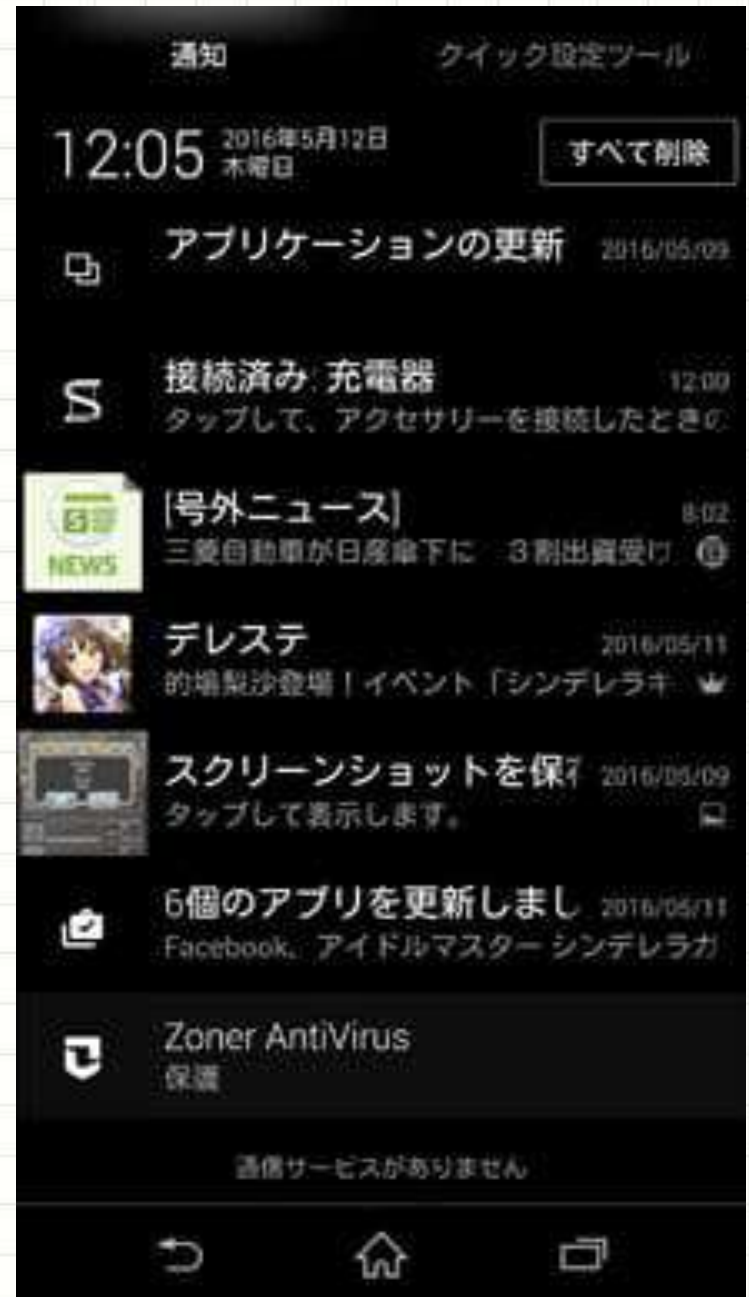 通知 クイック設定ツール
12:05 2016年5月12日
木曜日
すべて削除
アプリケーションの更新 2016/05/09
接続済み: 充電器 12:00
タップして、アクセサリーを接続したときの
[号外ニュース] 8:02
NEWS
三菱自動車が日産傘下に 3割出資受け
デレステ 2016/05/11
的場梨沙登場!イベント「シンデレラキ
スクリーンショットを保存 2016/05/09
タップして表示します。
6個のアプリを更新しまし 2016/05/11
Facebook、アイドルマスター シンデレラガ
Zoner AntiVirus
保護
通信サービスがありません